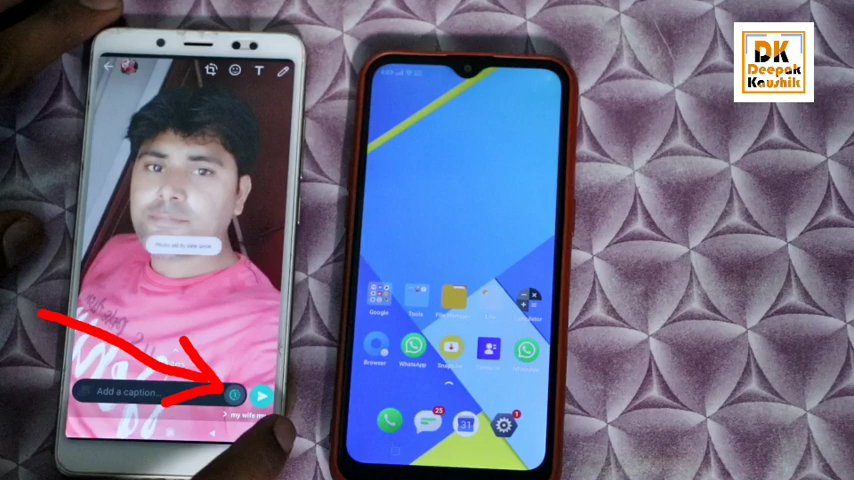 DK
Deepak
Kaushik
T
Photo set to view once
Add a caption...
my wife
Google
Tools
File Manager
Calculator
Browser
WhatsApp
Contacts
WhatsApp
25
31
1